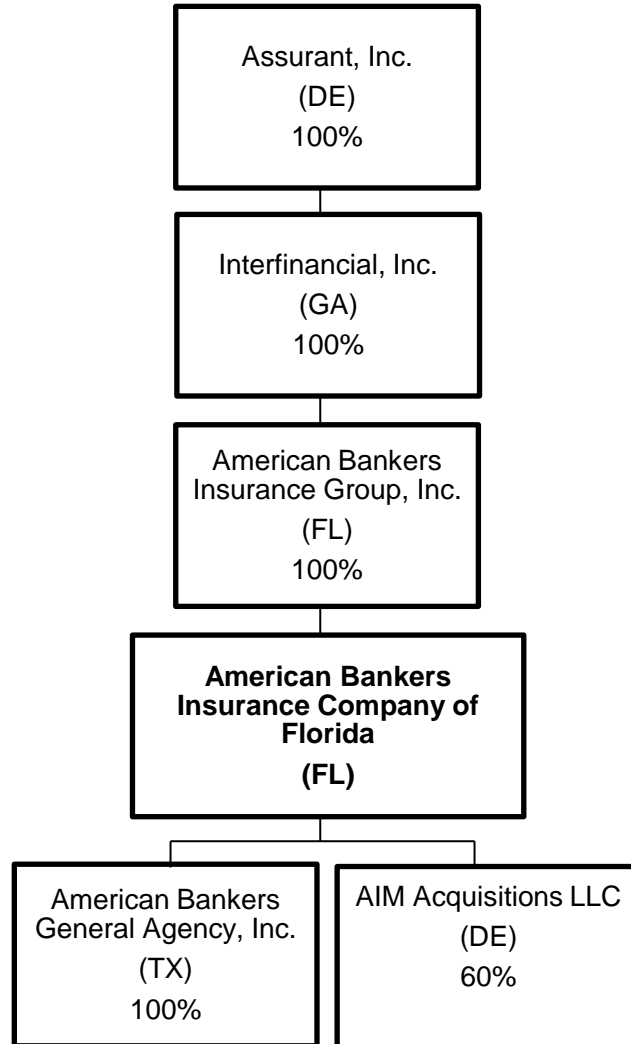 Assurant, Inc.
(DE)
100%
Interfinancial, Inc.
(GA)
100%
American Bankers
Insurance Group, Inc.
(FL)
100%
American Bankers
Insurance Company of
Florida
(FL)
American Bankers
General Agency, Inc.
(TX)
100%
AIM Acquisitions LLC
(DE)
60%